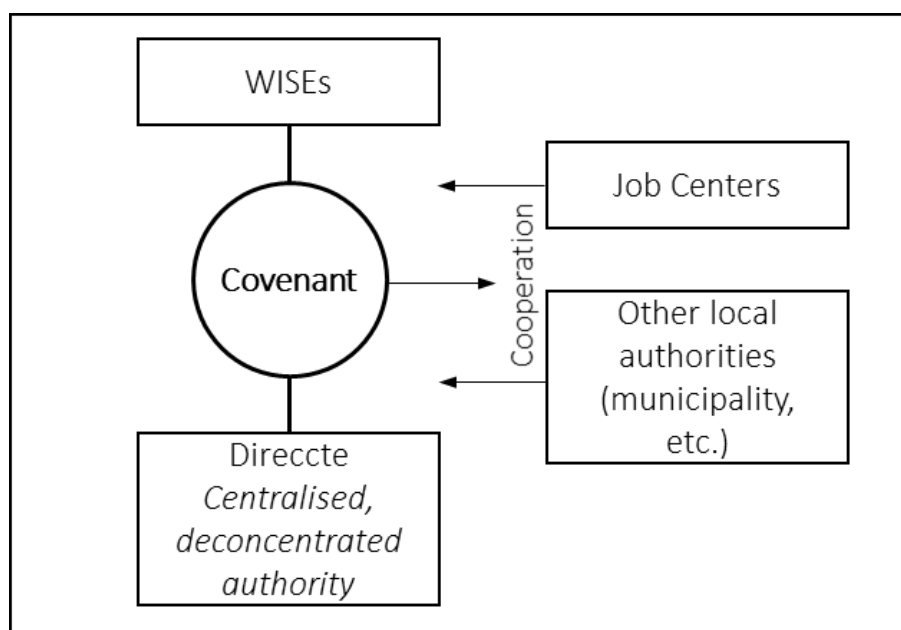 WISEs
Job Centers
Covenant
Cooperation
Other local
authorities
(municipality,
etc.)
Direccte
Centralised,
deconcentrated
authority